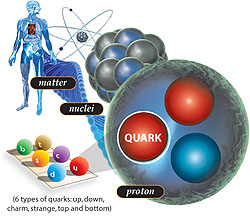 matter
nuclei
QUARK
proton
b t c
u s d
(6 types of quarks: up, down,
charm, strange, top and bottom)